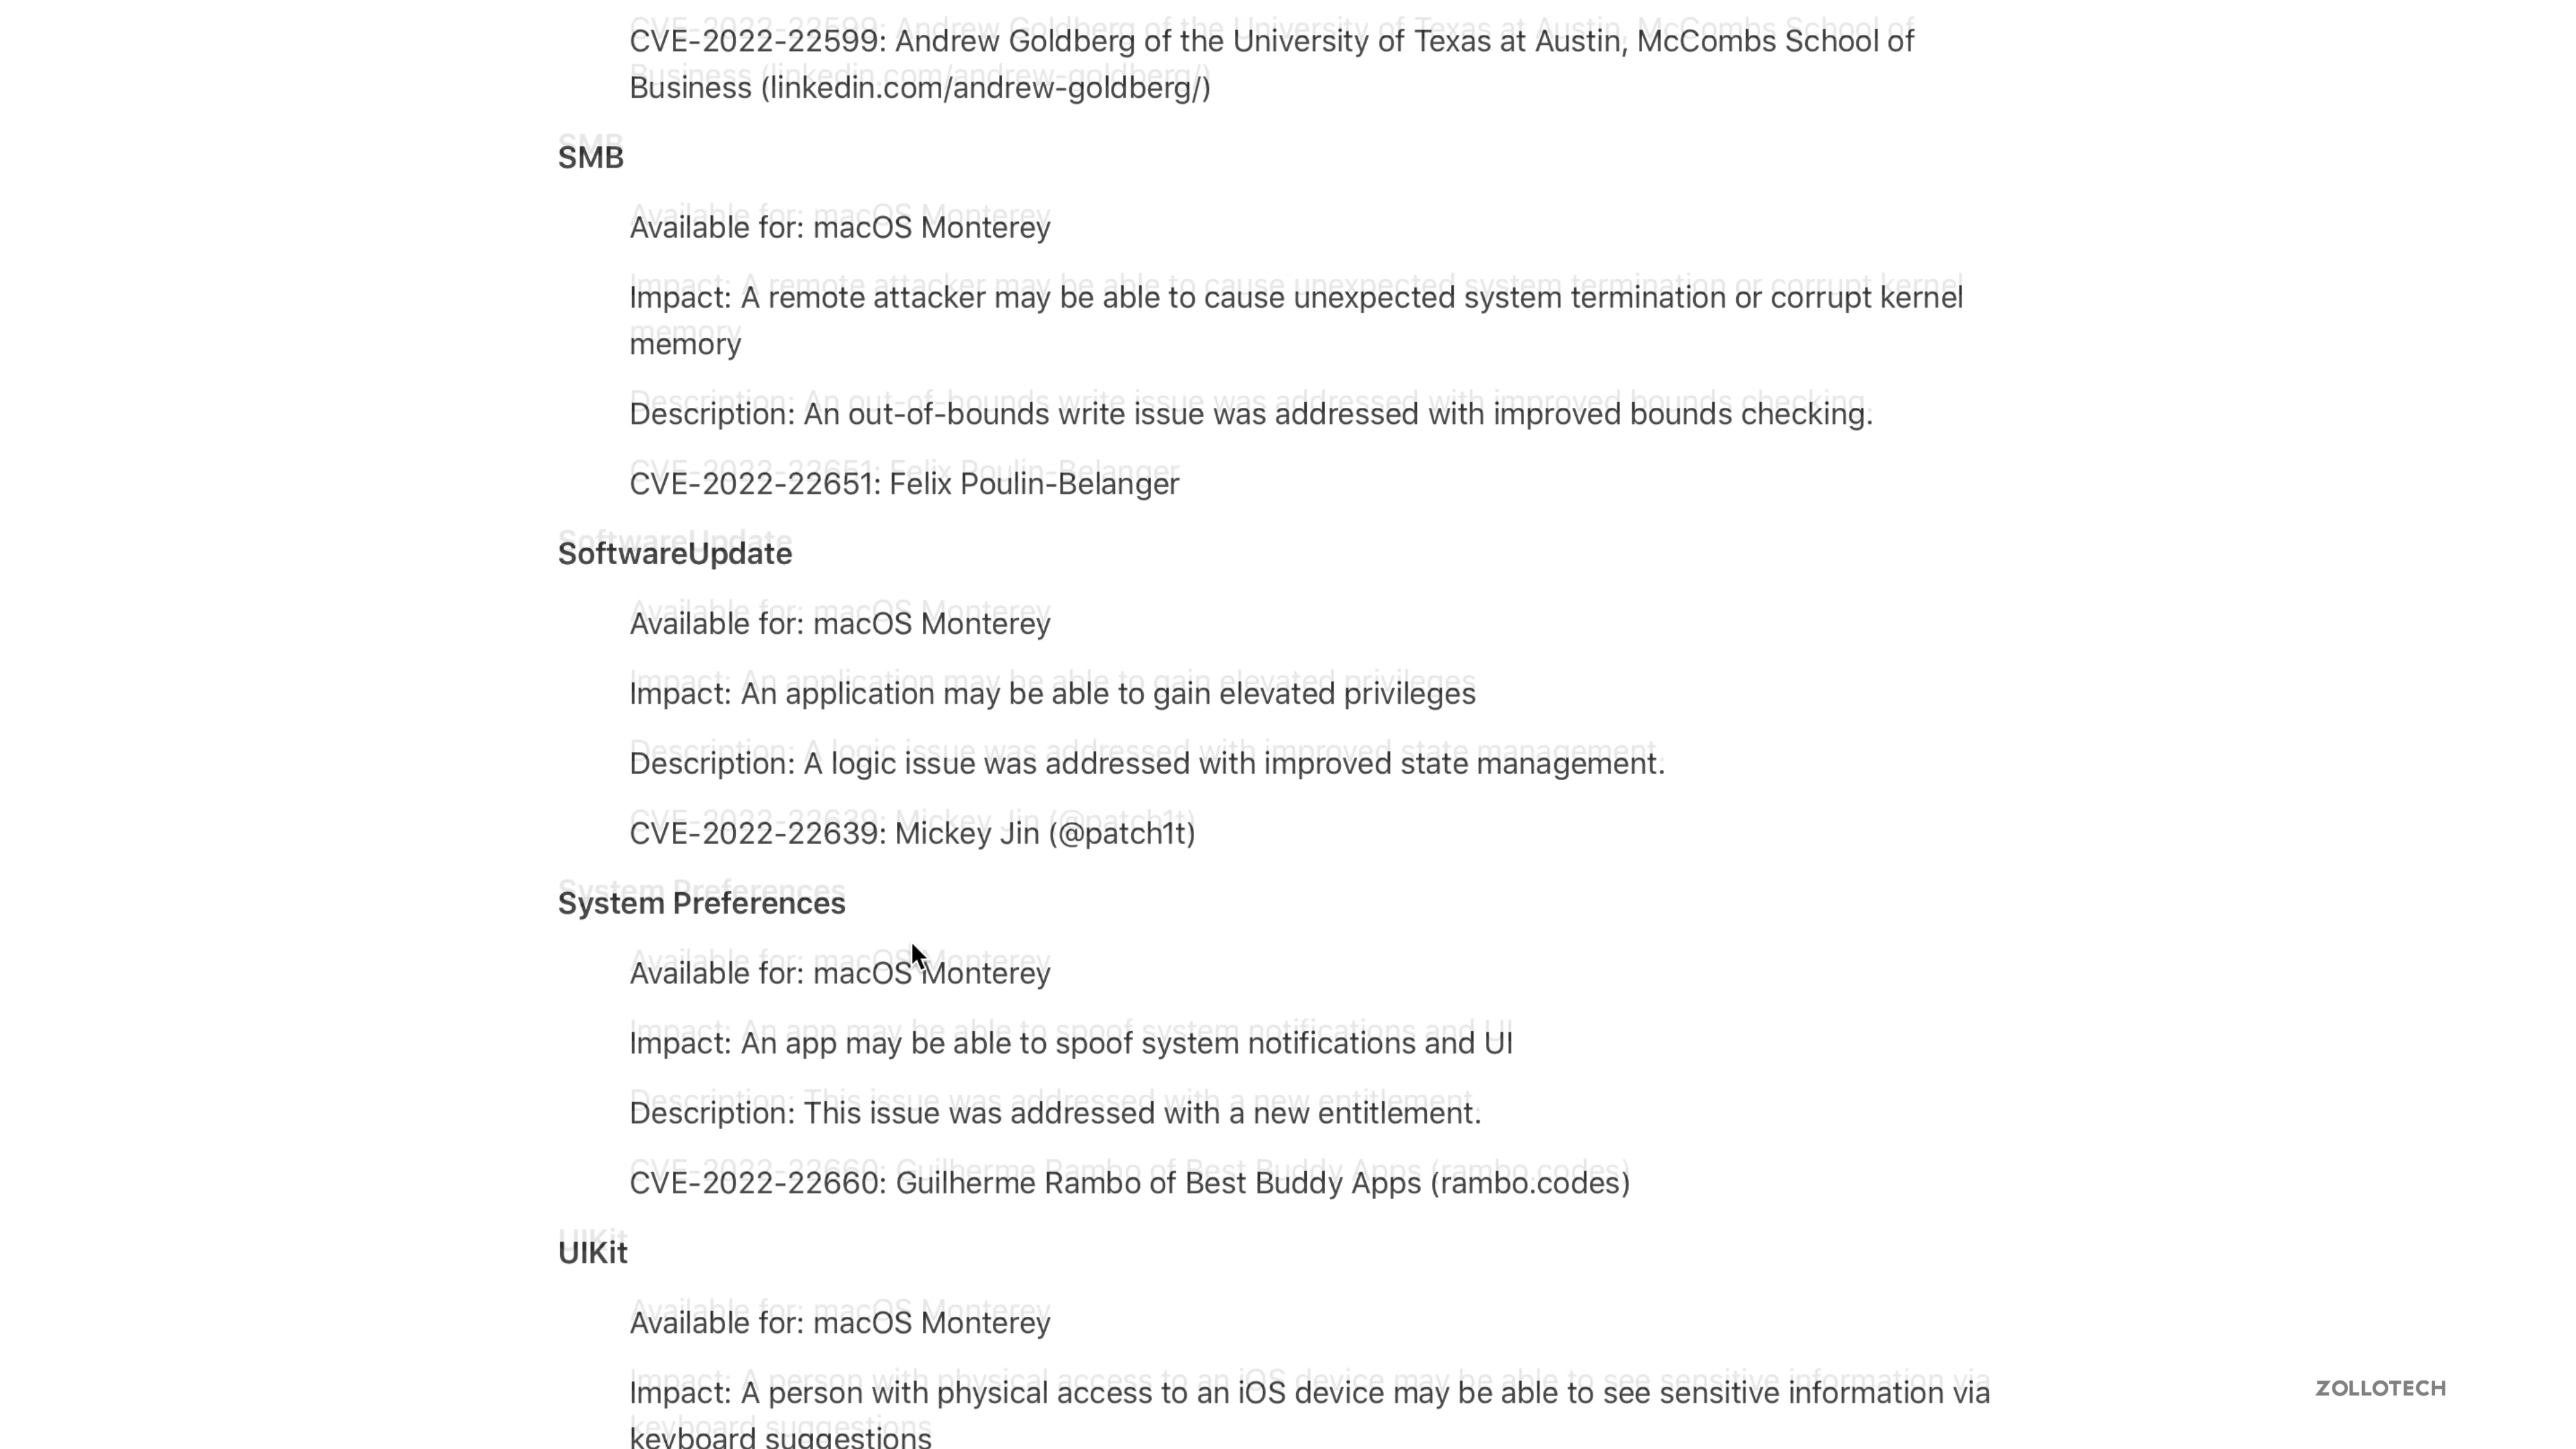 CVE-2022-22599: Andrew Goldberg of the University of Texas at Austin, McCombs School of
Business (linkedin.com/andrew-goldberg/)
SMB
Available for: macOS Monterey
Impact: A remote attacker may be able to cause unexpected system termination or corrupt kernel
memory
Description: An out-of-bounds write issue was addressed with improved bounds checking.
CVE-2022-22651: Felix Poulin-Belanger
SoftwareUpdate
Available for: macOS Monterey
Impact: An application may be able to gain elevated privileges
Description: A logic issue was addressed with improved state management.
CVE-2022-22639: Mickey Jin (@patch1t)
System Preferences
Available for: macOS Monterey
Impact: An app may be able to spoof system notifications and UI
Description: This issue was addressed with a new entitlement.
CVE-2022-22660: Guilherme Rambo of Best Buddy Apps (rambo.codes)
UIKit
Available for: macOS Monterey
Impact: A person with physical access to an iOS device may be able to see sensitive information via
keyboard suggestions
ZOLLOTECH